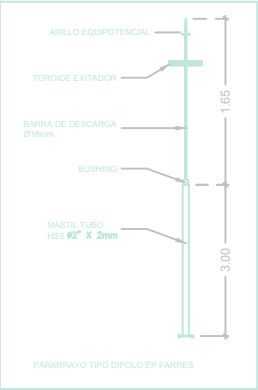 ARILLO EQUIPOTENCIAL
TOROIDE EXITADOR
1.65
BARRA DE DESCARGA
Ø16mm
BUSHING
MASTIL TUBO
HSS ø2" X 2mm
3.00
PARARRAYO TIPO DIPOLO EP PARRES